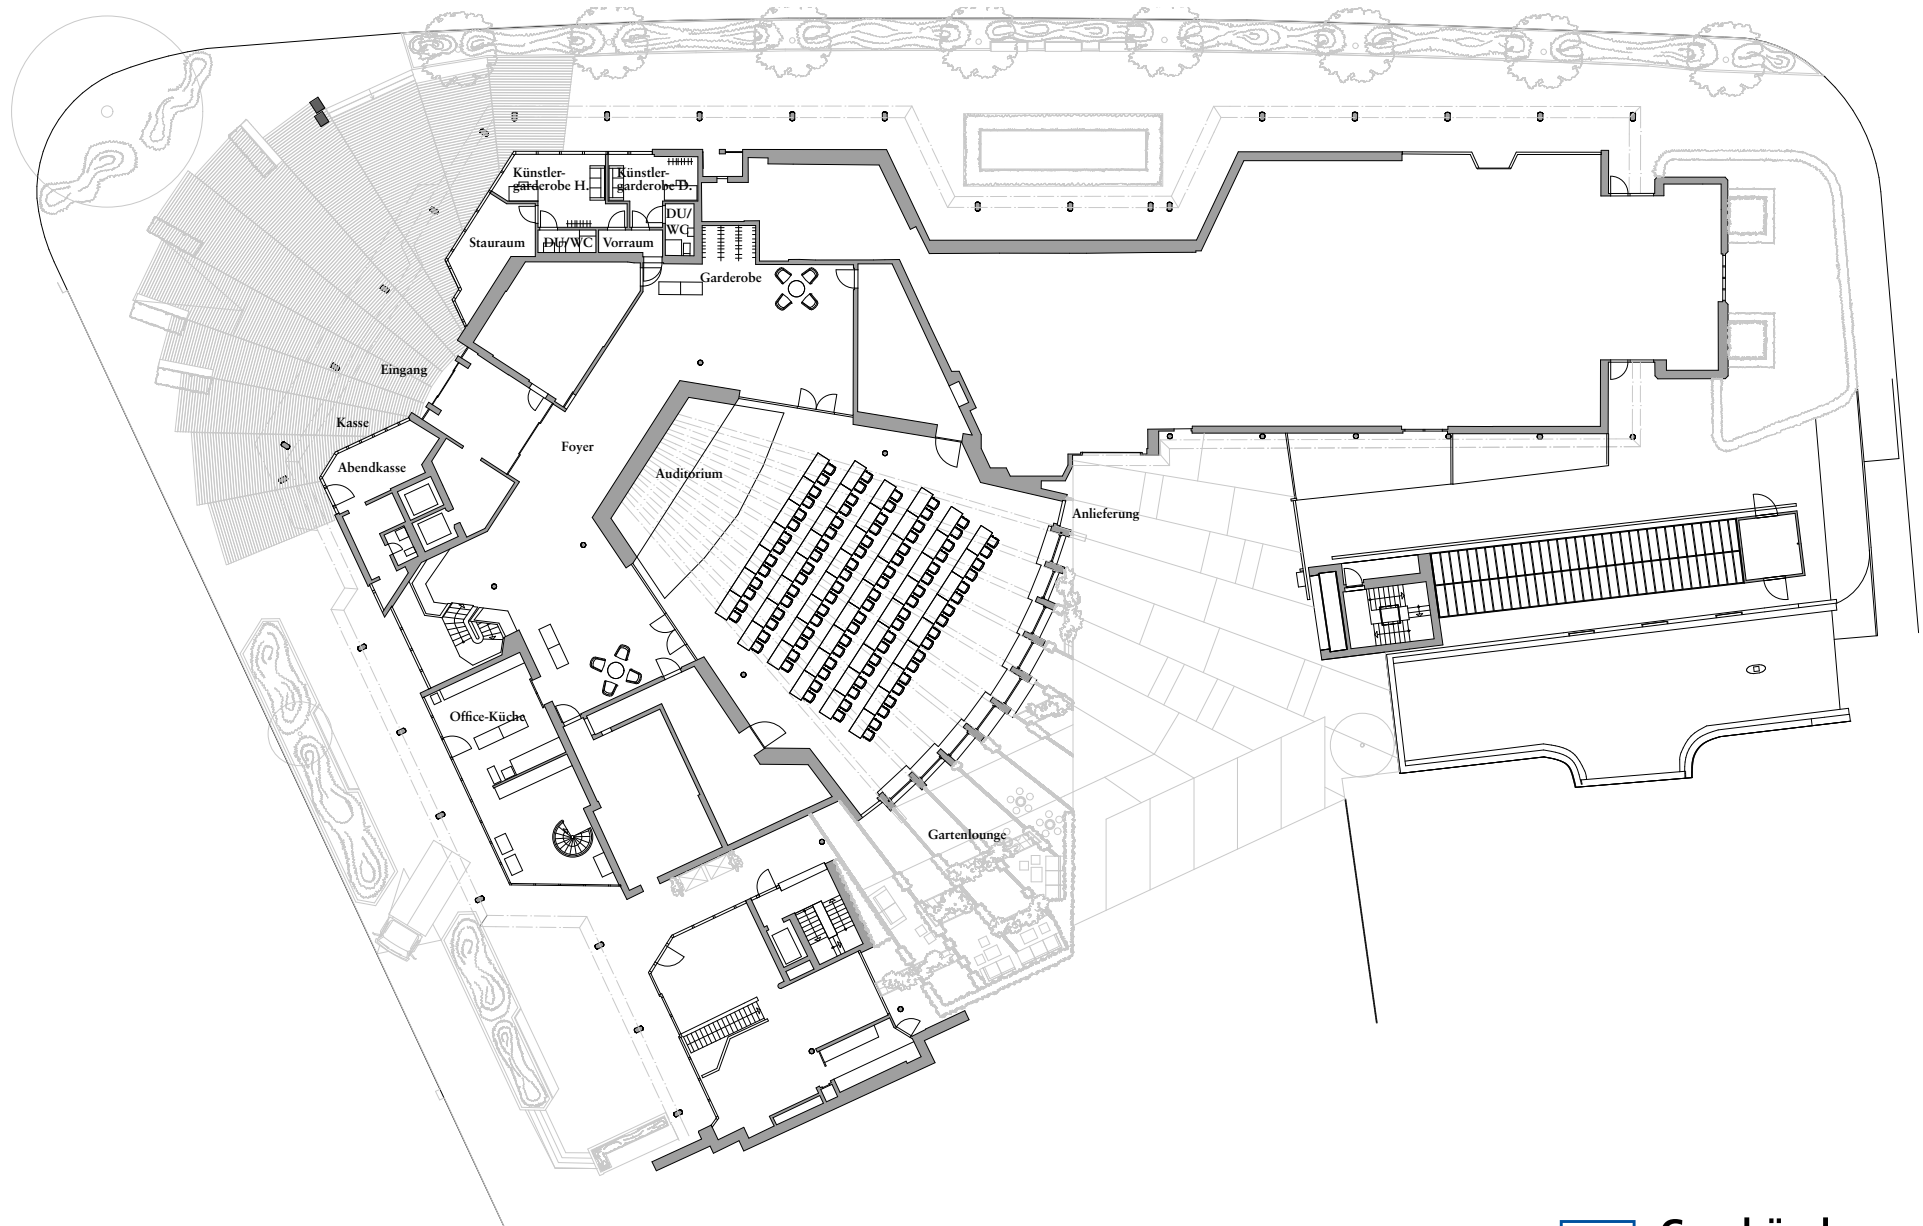 Künstler-
garderobe H.
Künstler-
garderobe D.
DU/
WC
Stauraum
DU/WC
Vorraum
Garderobe
Eingang
Kasse
Foyer
Abendkasse
Auditorium
Anlieferung
Office-Küche
Gartenlounge